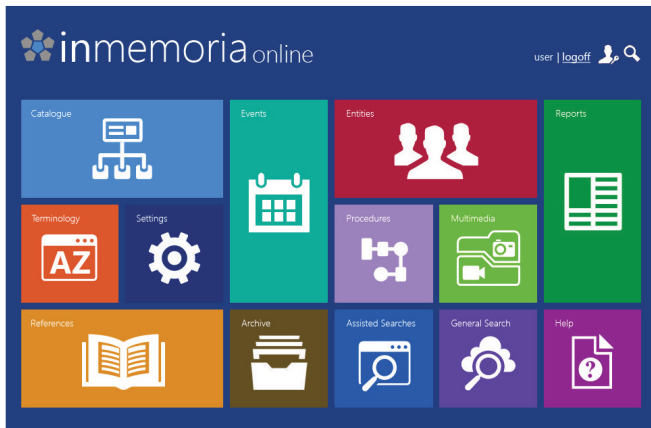 inmemoria online
user | logoff
Catalogue
Events
Entities
Reports
Terminology
Settings
Procedures
Multimedia
AZ
References
Archive
Assisted Searches
General Search
Help
?